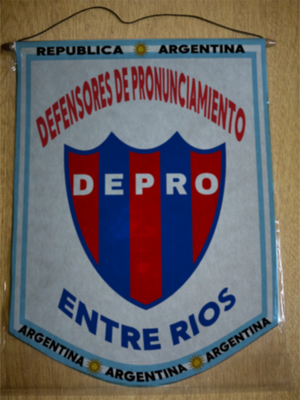 REPUBLICA ARGENTINA
DEFENSORES DE PRONUNCIAMIENTO
DEPRO
ENTRE RIOS
ARGENTINA ARGENTINA ARGENTINA